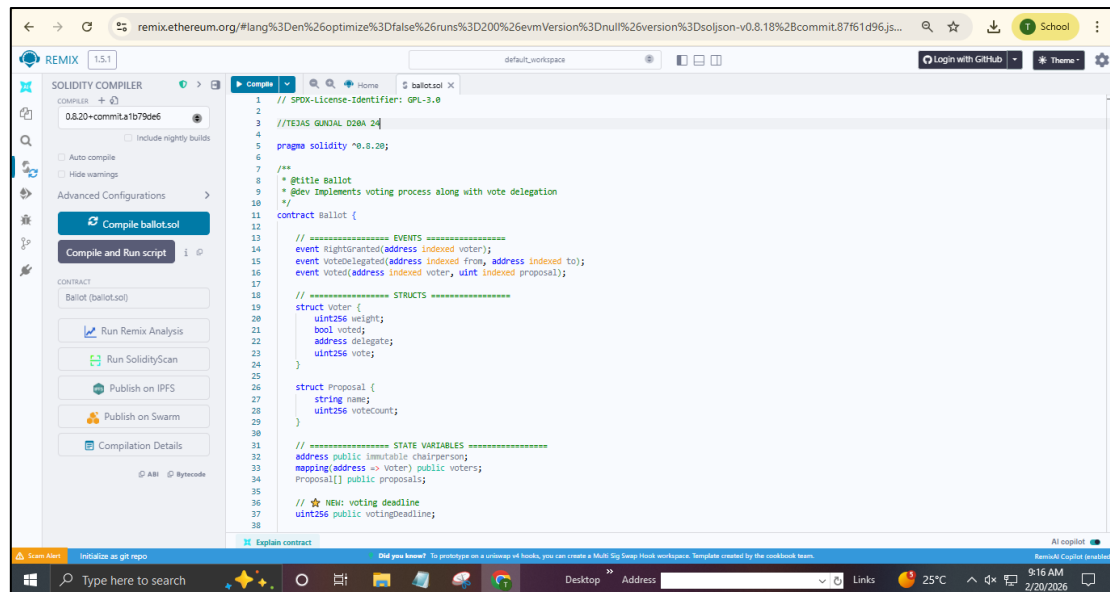 remix.ethereum.org/#lang%3Den%26optimize%3Dfalse%26runs%3D200%26evmVersion%3Dnull%26version%3Dsoljson-v0.8.18%2Bcommit.87f61d96.js...
T School
REMIX 1.5.1
default_workspace
Login with GitHub
Theme
SOLIDITY COMPILER
COMPILER
0.8.20+commit.a1b79de6
Include nightly builds
Auto compile
Hide warnings
Advanced Configurations
Compile ballot.sol
Compile and Run script
CONTRACT
Ballot (ballot.sol)
Run Remix Analysis
Run SolidityScan
Publish on IPFS
Publish on Swarm
Compilation Details
ABI Bytecode
Compile Home ballot.sol
1 // SPDX-License-Identifier: GPL-3.0
2
3 //TEJAS GUNJAL D20A 24
4
5 pragma solidity ^0.8.20;
6
7 /**
8 * @title Ballot
9 * @dev Implements voting process along with vote delegation
10 */
11 contract Ballot {
12
13 // ================= EVENTS =================
14 event RightGranted(address indexed voter);
15 event VoteDelegated(address indexed from, address indexed to);
16 event Voted(address indexed voter, uint indexed proposal);
17
18 // ================= STRUCTS =================
19 struct Voter {
20 uint256 weight;
21 bool voted;
22 address delegate;
23 uint256 vote;
24 }
25
26 struct Proposal {
27 string name;
28 uint256 voteCount;
29 }
30
31 // ================= STATE VARIABLES =================
32 address public immutable chairperson;
33 mapping(address => Voter) public voters;
34 Proposal[] public proposals;
35
36 // ⭐ NEW: voting deadline
37 uint256 public votingDeadline;
38
Explain contract
AI copilot
Scam Alert
Initialize as git repo
Did you know? To prototype on a uniswap v4 hooks, you can create a Multi Sig Swap Hook workspace. Template created by the cookbook team.
RemixAI Copilot (enabled)
Type here to search
Desktop
Address
Links
25°C
9:16 AM
2/20/2026